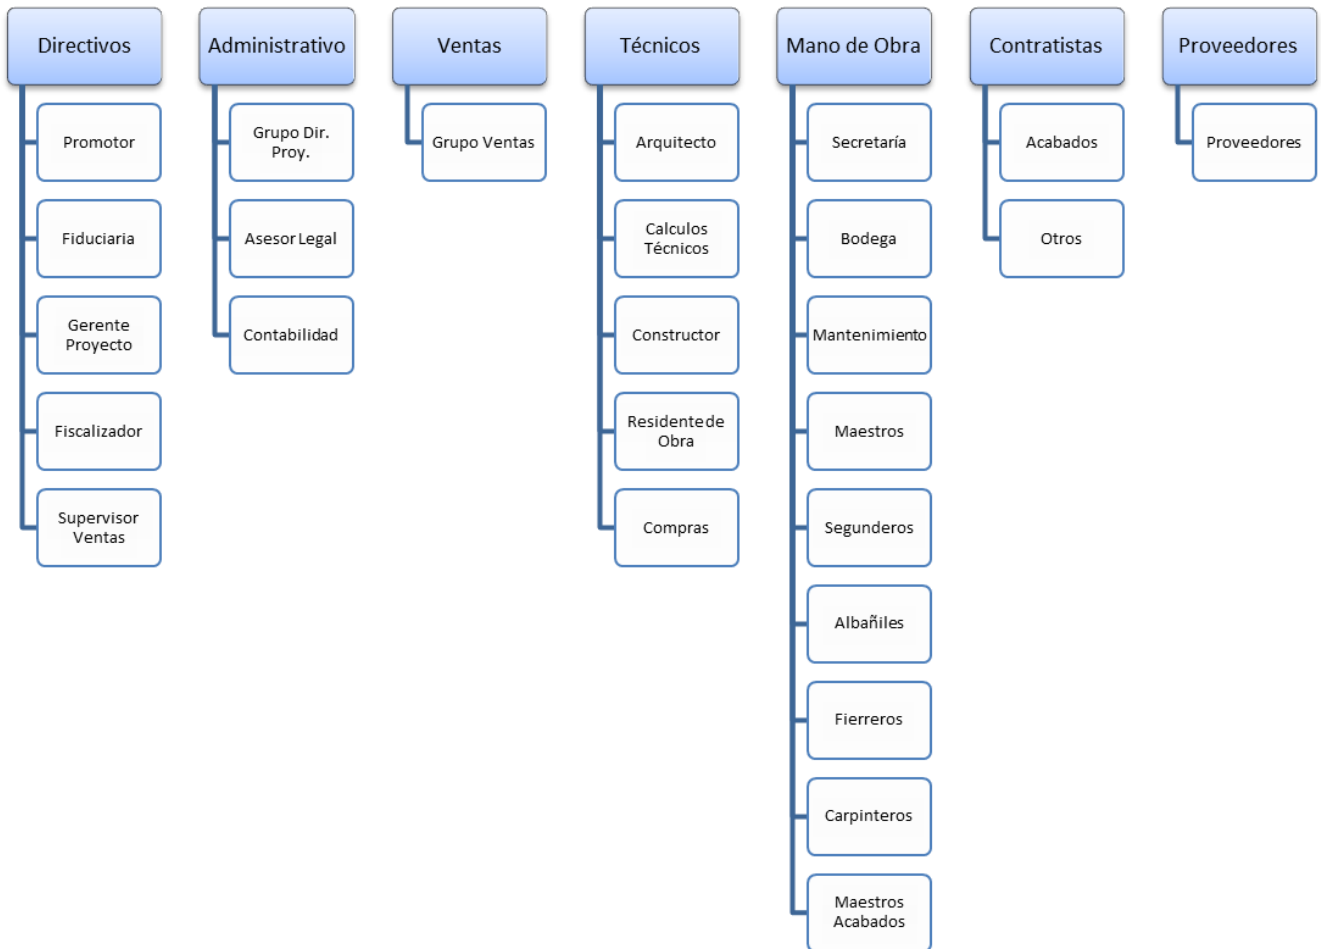 Directivos
Promotor
Fiduciaria
Gerente
Proyecto
Fiscalizador
Supervisor
Ventas
Administrativo
Grupo Dir.
Proy.
Asesor Legal
Contabilidad
Ventas
Grupo Ventas
Técnicos
Arquitecto
Calculos
Técnicos
Constructor
Residente de
Obra
Compras
Mano de Obra
Secretaría
Bodega
Mantenimiento
Maestros
Segunderos
Albañiles
Fierreros
Carpinteros
Maestros
Acabados
Contratistas
Acabados
Otros
Proveedores
Proveedores